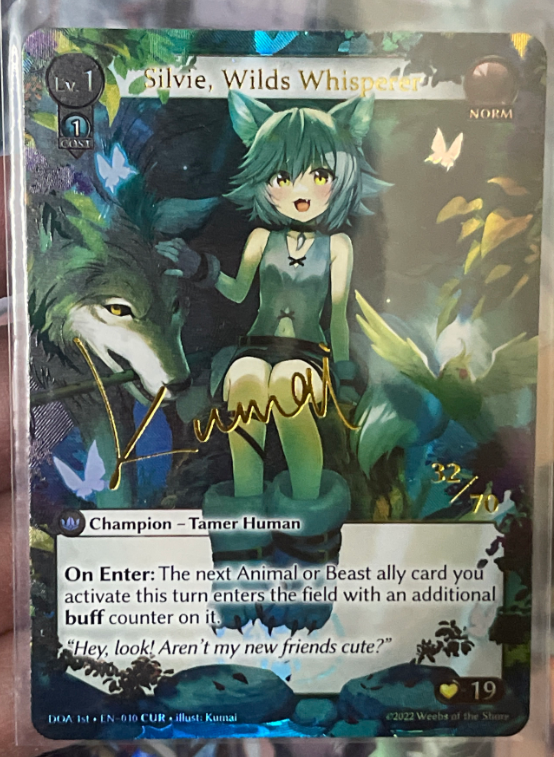 Lv. 1
Silvie, Wilds Whisperer
NORM
1
COST
Kumai
32/70
Champion – Tamer Human
On Enter: The next Animal or Beast ally card you
activate this turn enters the field with an additional
buff counter on it.
“Hey, look! Aren’t my new friends cute?”
19
DOA 1st • EN-010 CUR • illust: Kumai
©2022 Weebs of the Shore